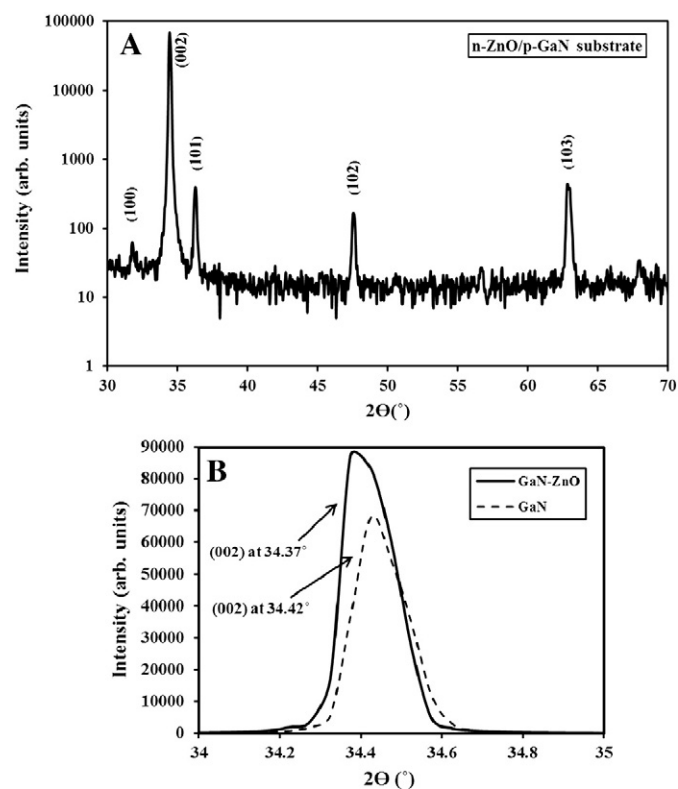 A
n-ZnO/p-GaN substrate
Intensity (arb. units)
100000
10000
1000
100
10
1
(100)
(002)
(101)
(102)
(103)
30 35 40 45 50 55 60 65 70
2Ɵ(°)
B
GaN-ZnO
GaN
Intensity (arb. units)
90000
80000
70000
60000
50000
40000
30000
20000
10000
0
(002) at 34.37°
(002) at 34.42°
34 34.2 34.4 34.6 34.8 35
2Ɵ (°)